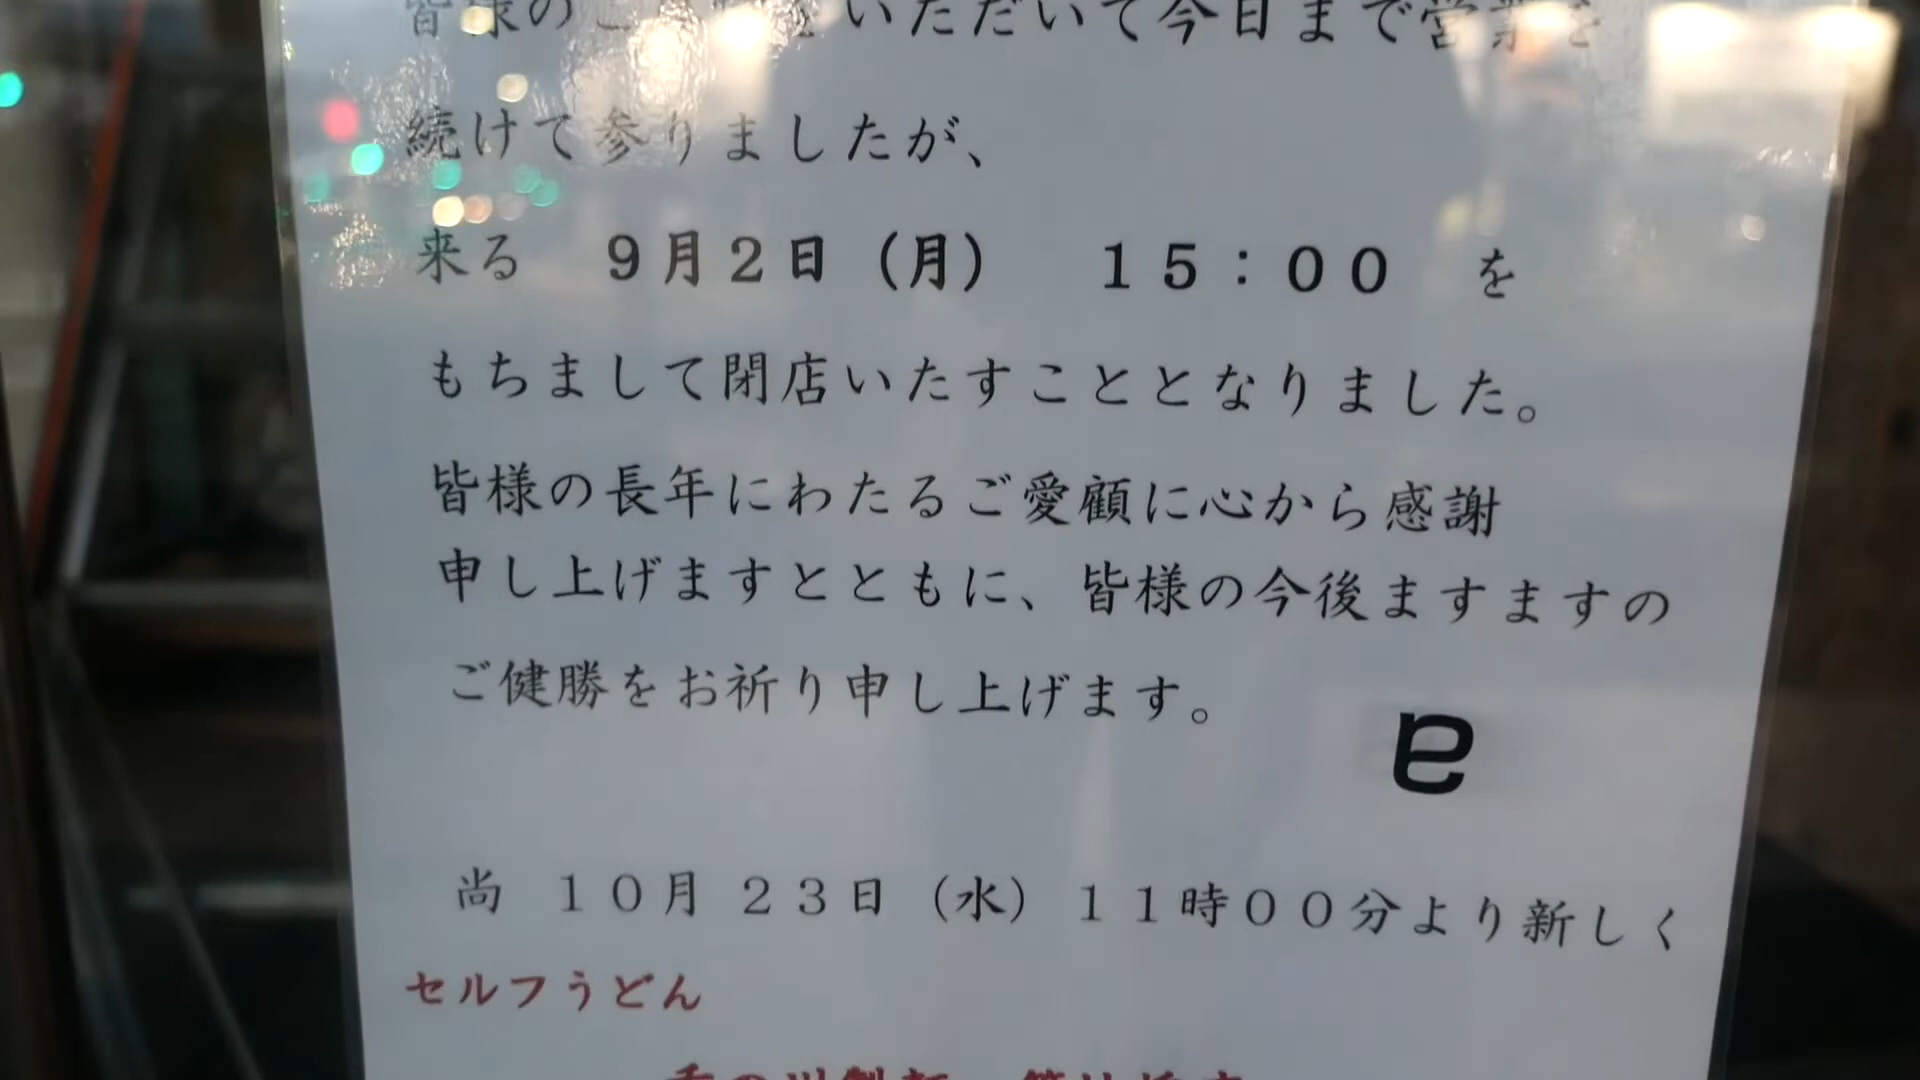 皆様のご　いただいて今日まで営業を
続けて参りましたが、
来る　９月２日（月）　１５：００　を
もちまして閉店いたすこととなりました。
皆様の長年にわたるご愛顧に心から感謝
申し上げますとともに、皆様の今後ますますの
ご健勝をお祈り申し上げます。
尚　１０月２３日（水）１１時００分より新しく
セルフうどん